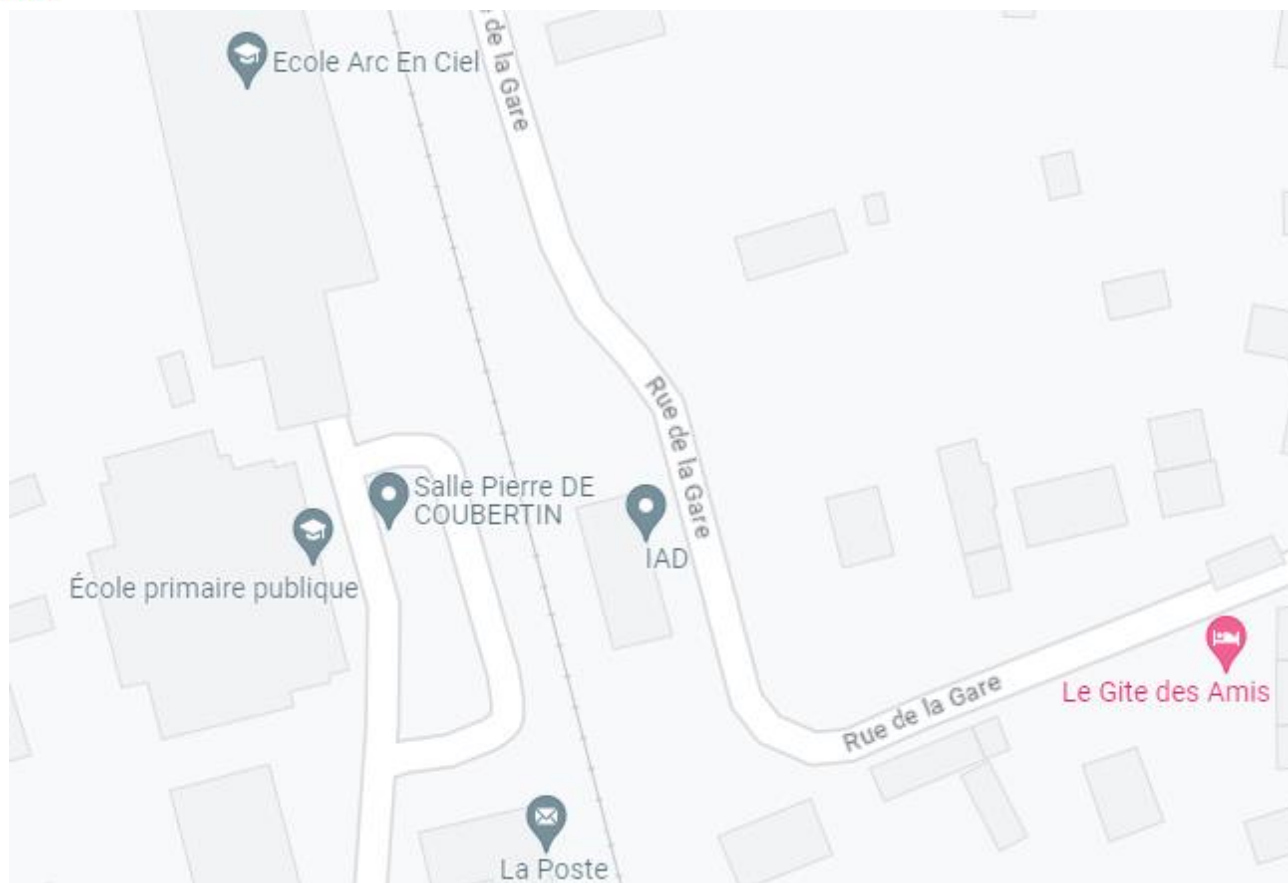 de la Gare
Ecole Arc En Ciel
Rue de la Gare
Salle Pierre DE
COUBERTIN
IAD
École primaire publique
Rue de la Gare
Le Gite des Amis
La Poste